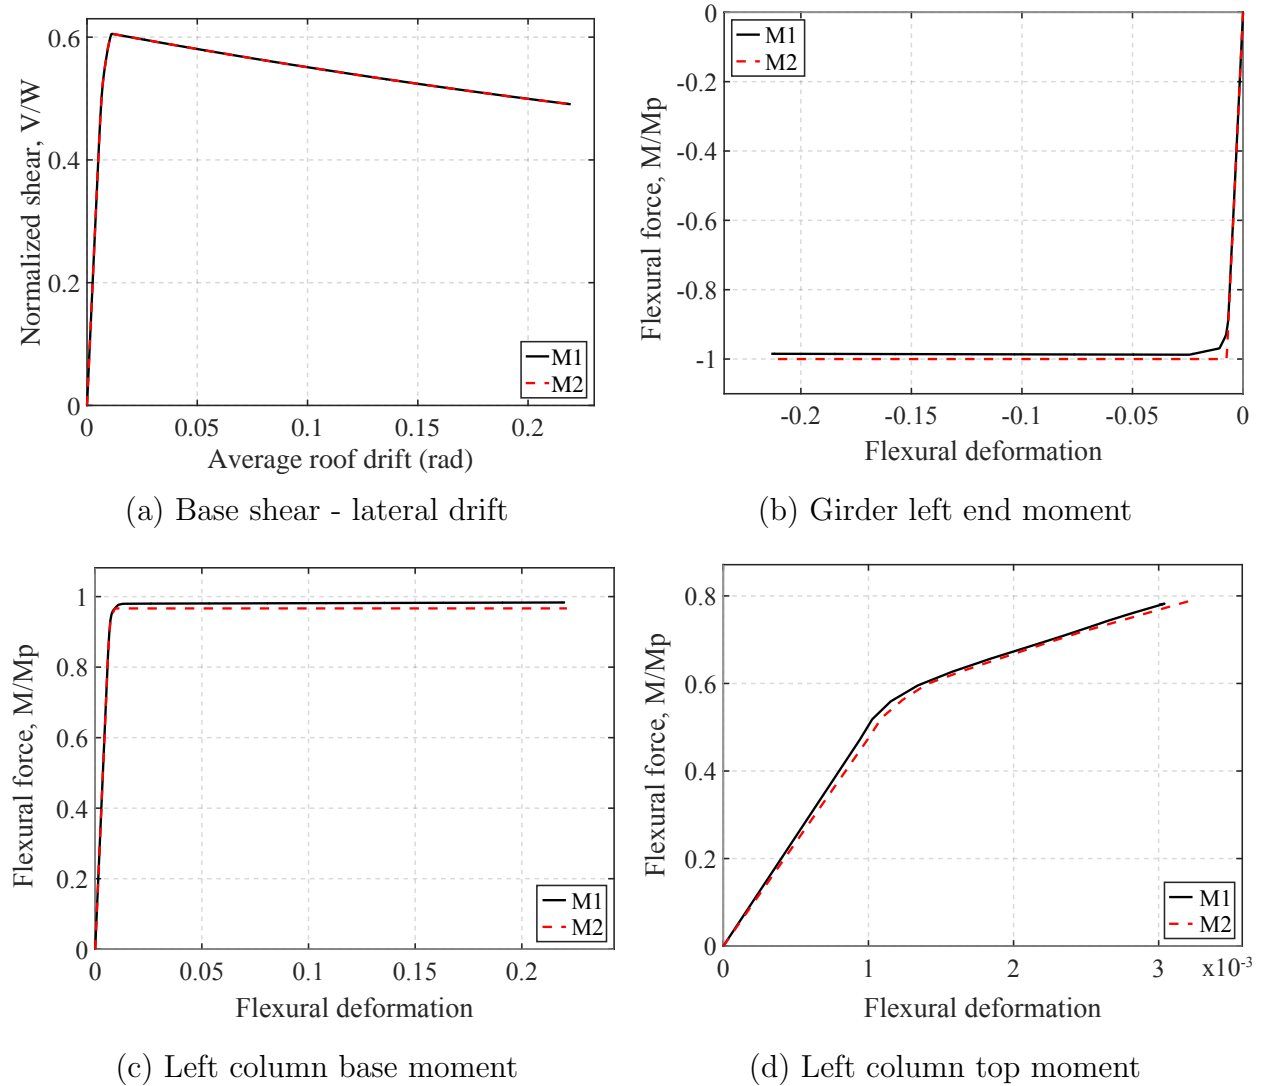 Normalized shear, V/W
0.6
0.4
0.2
0
0
0.05
0.1
0.15
0.2
M1
M2
Average roof drift (rad)
(a) Base shear - lateral drift
Flexural force, M/Mp
0
-0.2
-0.4
-0.6
-0.8
-1
-0.2
-0.15
-0.1
-0.05
0
M1
M2
Flexural deformation
(b) Girder left end moment
Flexural force, M/Mp
1
0.8
0.6
0.4
0.2
0
0
0.05
0.1
0.15
0.2
M1
M2
Flexural deformation
(c) Left column base moment
Flexural force, M/Mp
0.8
0.6
0.4
0.2
0
0
1
2
3
x10-3
M1
M2
Flexural deformation
(d) Left column top moment